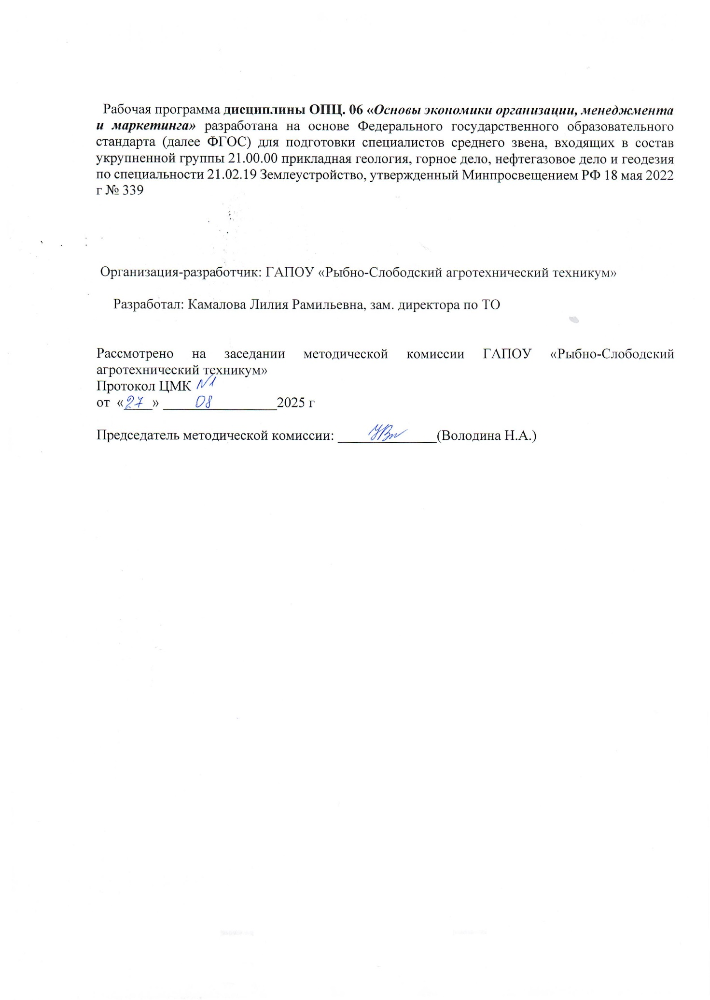 Рабочая программа дисциплины ОПЦ. 06 «Основы экономики организации, менеджмента
и маркетинга» разработана на основе Федерального государственного образовательного
стандарта (далее ФГОС) для подготовки специалистов среднего звена, входящих в состав
укрупненной группы 21.00.00 прикладная геология, горное дело, нефтегазовое дело и геодезия
по специальности 21.02.19 Землеустройство, утвержденный Минпросвещением РФ 18 мая 2022
г № 339
Организация-разработчик: ГАПОУ «Рыбно-Слободский агротехнический техникум»
Разработал: Камалова Лилия Рамильевна, зам. директора по ТО
Рассмотрено на заседании методической комиссии ГАПОУ «Рыбно-Слободский
агротехнический техникум»
Протокол ЦМК №1
от «27» 08 2025 г
Председатель методической комиссии: (Володина Н.А.)